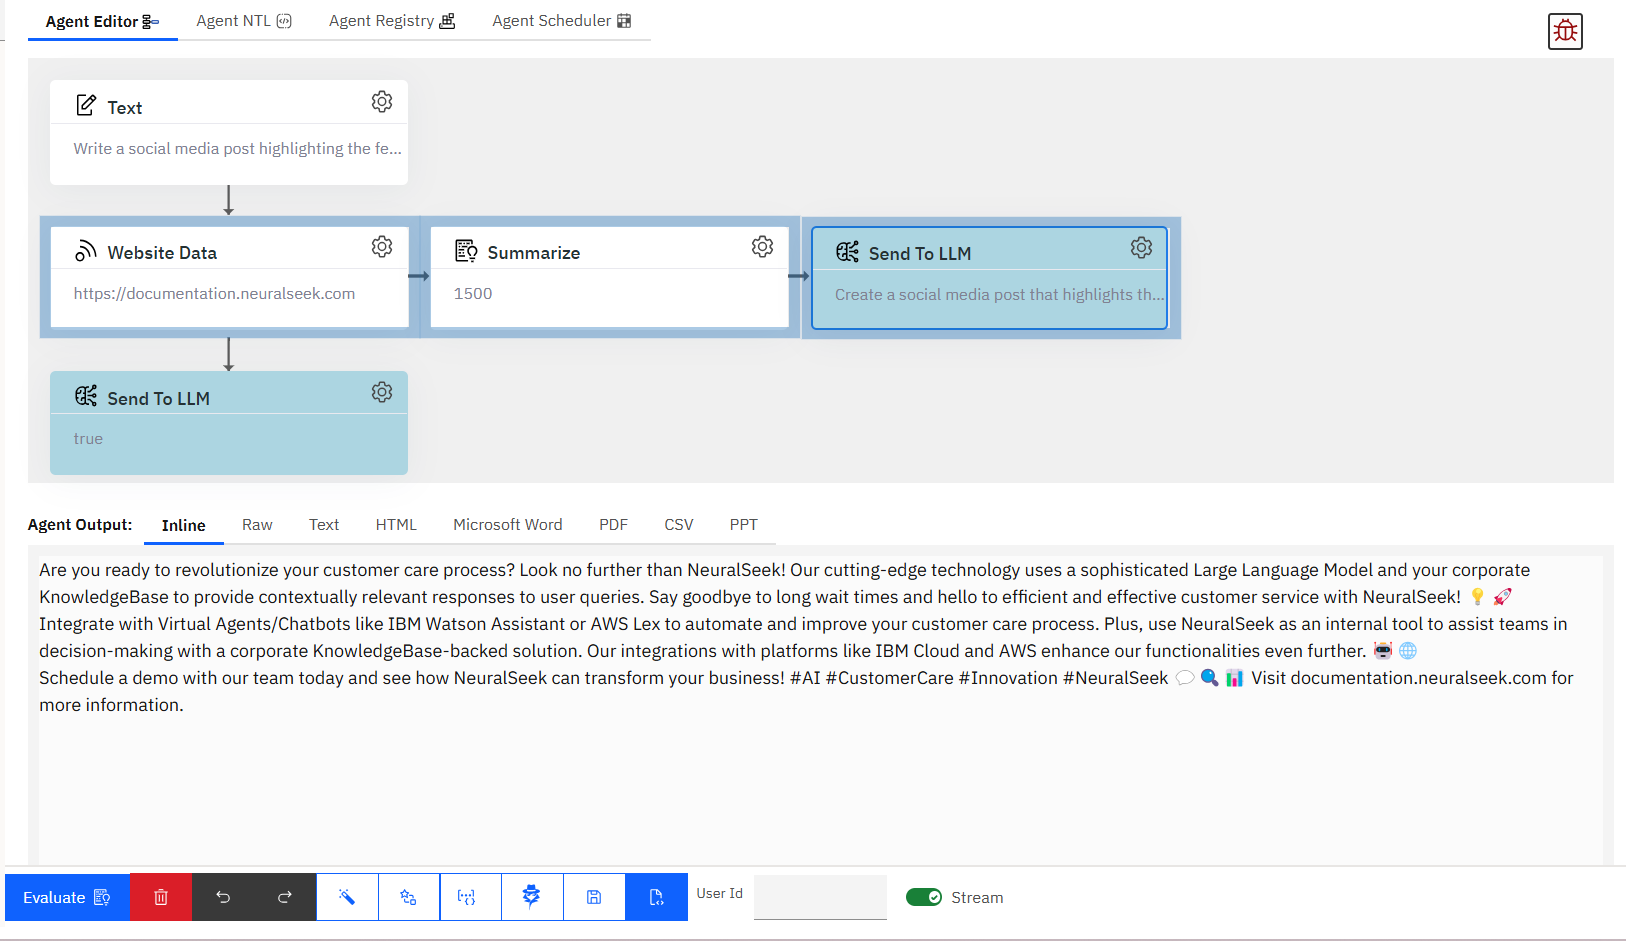 Agent Editor
Agent NTL
Agent Registry
Agent Scheduler
Text
Write a social media post highlighting the fe...
Website Data
https://documentation.neuralseek.com
Summarize
1500
Send To LLM
Create a social media post that highlights th...
Send To LLM
true
Agent Output:
Inline
Raw
Text
HTML
Microsoft Word
PDF
CSV
PPT
Are you ready to revolutionize your customer care process? Look no further than NeuralSeek! Our cutting-edge technology uses a sophisticated Large Language Model and your corporate
KnowledgeBase to provide contextually relevant responses to user queries. Say goodbye to long wait times and hello to efficient and effective customer service with NeuralSeek! 💡 🚀
Integrate with Virtual Agents/Chatbots like IBM Watson Assistant or AWS Lex to automate and improve your customer care process. Plus, use NeuralSeek as an internal tool to assist teams in
decision-making with a corporate KnowledgeBase-backed solution. Our integrations with platforms like IBM Cloud and AWS enhance our functionalities even further. 🤖 🌐
Schedule a demo with our team today and see how NeuralSeek can transform your business! #AI #CustomerCare #Innovation #NeuralSeek 💬 🔍 📊 Visit documentation.neuralseek.com for
more information.
Evaluate
User Id
Stream